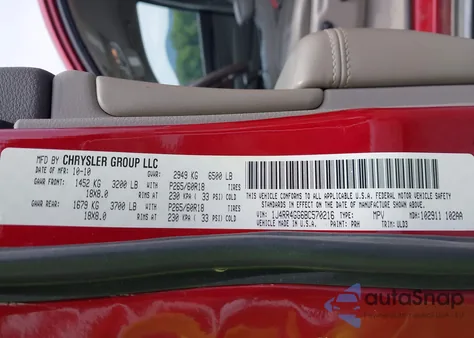 MFD BY CHRYSLER GROUP LLC
DATE OF MFR: 10-10 GVWR: 2949 KG 6500 LB
GAWR FRONT: 1452 KG 3200 LB WITH P265/60R18 TIRES
18X8.0 RIMS AT 230 KPA ( 33 PSI) COLD
GAWR REAR: 1679 KG 3700 LB WITH P265/60R18 TIRES
18X8.0 RIMS AT 230 KPA ( 33 PSI) COLD
THIS VEHICLE CONFORMS TO ALL APPLICABLE U.S.A. FEDERAL MOTOR VEHICLE SAFETY
STANDARDS IN EFFECT ON THE DATE OF MANUFACTURE SHOWN ABOVE.
VEHICLE MADE IN U.S.A.
VIN: 1J4RR4GG6BC570216 TYPE: MPV MDH: 102911 102AA
PAINT: PRH TRIM: ULD3
autoSnap